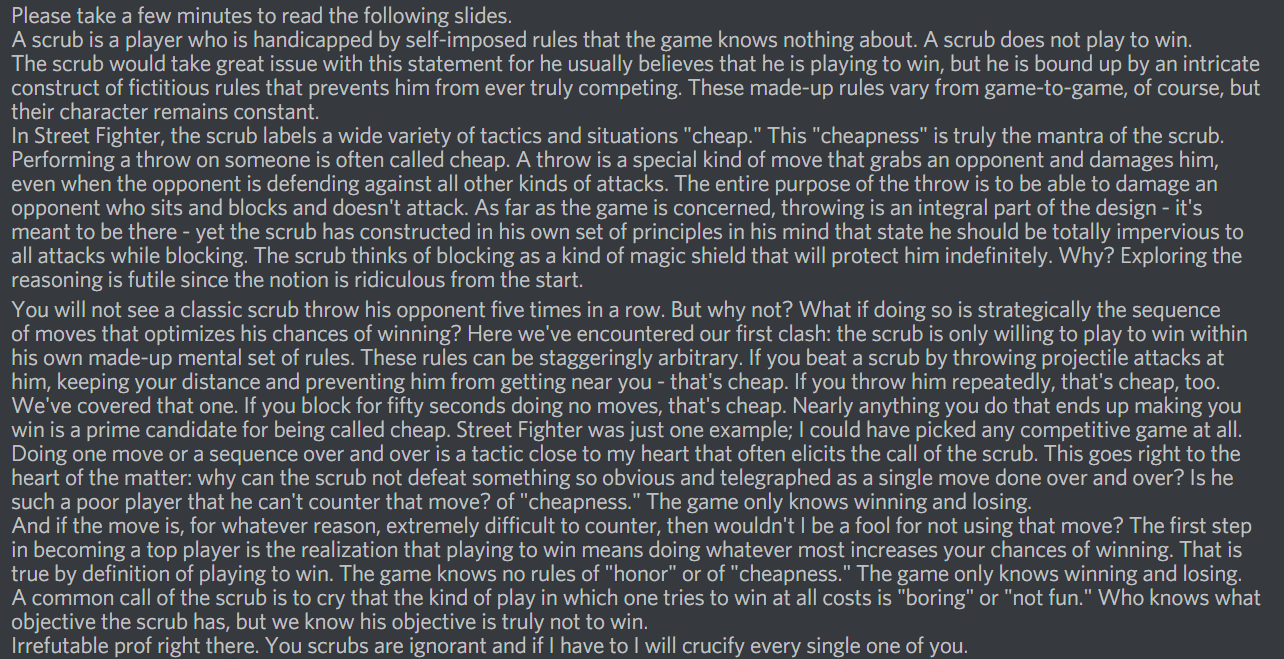 Please take a few minutes to read the following slides.
A scrub is a player who is handicapped by self-imposed rules that the game knows nothing about. A scrub does not play to win.
The scrub would take great issue with this statement for he usually believes that he is playing to win, but he is bound up by an intricate
construct of fictitious rules that prevents him from ever truly competing. These made-up rules vary from game-to-game, of course, but
their character remains constant.
In Street Fighter, the scrub labels a wide variety of tactics and situations "cheap." This "cheapness" is truly the mantra of the scrub.
Performing a throw on someone is often called cheap. A throw is a special kind of move that grabs an opponent and damages him,
even when the opponent is defending against all other kinds of attacks. The entire purpose of the throw is to be able to damage an
opponent who sits and blocks and doesn't attack. As far as the game is concerned, throwing is an integral part of the design - it's
meant to be there - yet the scrub has constructed in his own set of principles in his mind that state he should be totally impervious to
all attacks while blocking. The scrub thinks of blocking as a kind of magic shield that will protect him indefinitely. Why? Exploring the
reasoning is futile since the notion is ridiculous from the start.
You will not see a classic scrub throw his opponent five times in a row. But why not? What if doing so is strategically the sequence
of moves that optimizes his chances of winning? Here we've encountered our first clash: the scrub is only willing to play to win within
his own made-up mental set of rules. These rules can be staggeringly arbitrary. If you beat a scrub by throwing projectile attacks at
him, keeping your distance and preventing him from getting near you - that's cheap. If you throw him repeatedly, that's cheap, too.
We've covered that one. If you block for fifty seconds doing no moves, that's cheap. Nearly anything you do that ends up making you
win is a prime candidate for being called cheap. Street Fighter was just one example; I could have picked any competitive game at all.
Doing one move or a sequence over and over is a tactic close to my heart that often elicits the call of the scrub. This goes right to the
heart of the matter: why can the scrub not defeat something so obvious and telegraphed as a single move done over and over? Is he
such a poor player that he can't counter that move? of "cheapness." The game only knows winning and losing.
And if the move is, for whatever reason, extremely difficult to counter, then wouldn't I be a fool for not using that move? The first step
in becoming a top player is the realization that playing to win means doing whatever most increases your chances of winning. That is
true by definition of playing to win. The game knows no rules of "honor" or of "cheapness." The game only knows winning and losing.
A common call of the scrub is to cry that the kind of play in which one tries to win at all costs is "boring" or "not fun." Who knows what
objective the scrub has, but we know his objective is truly not to win.
Irrefutable prof right there. You scrubs are ignorant and if I have to I will crucify every single one of you.